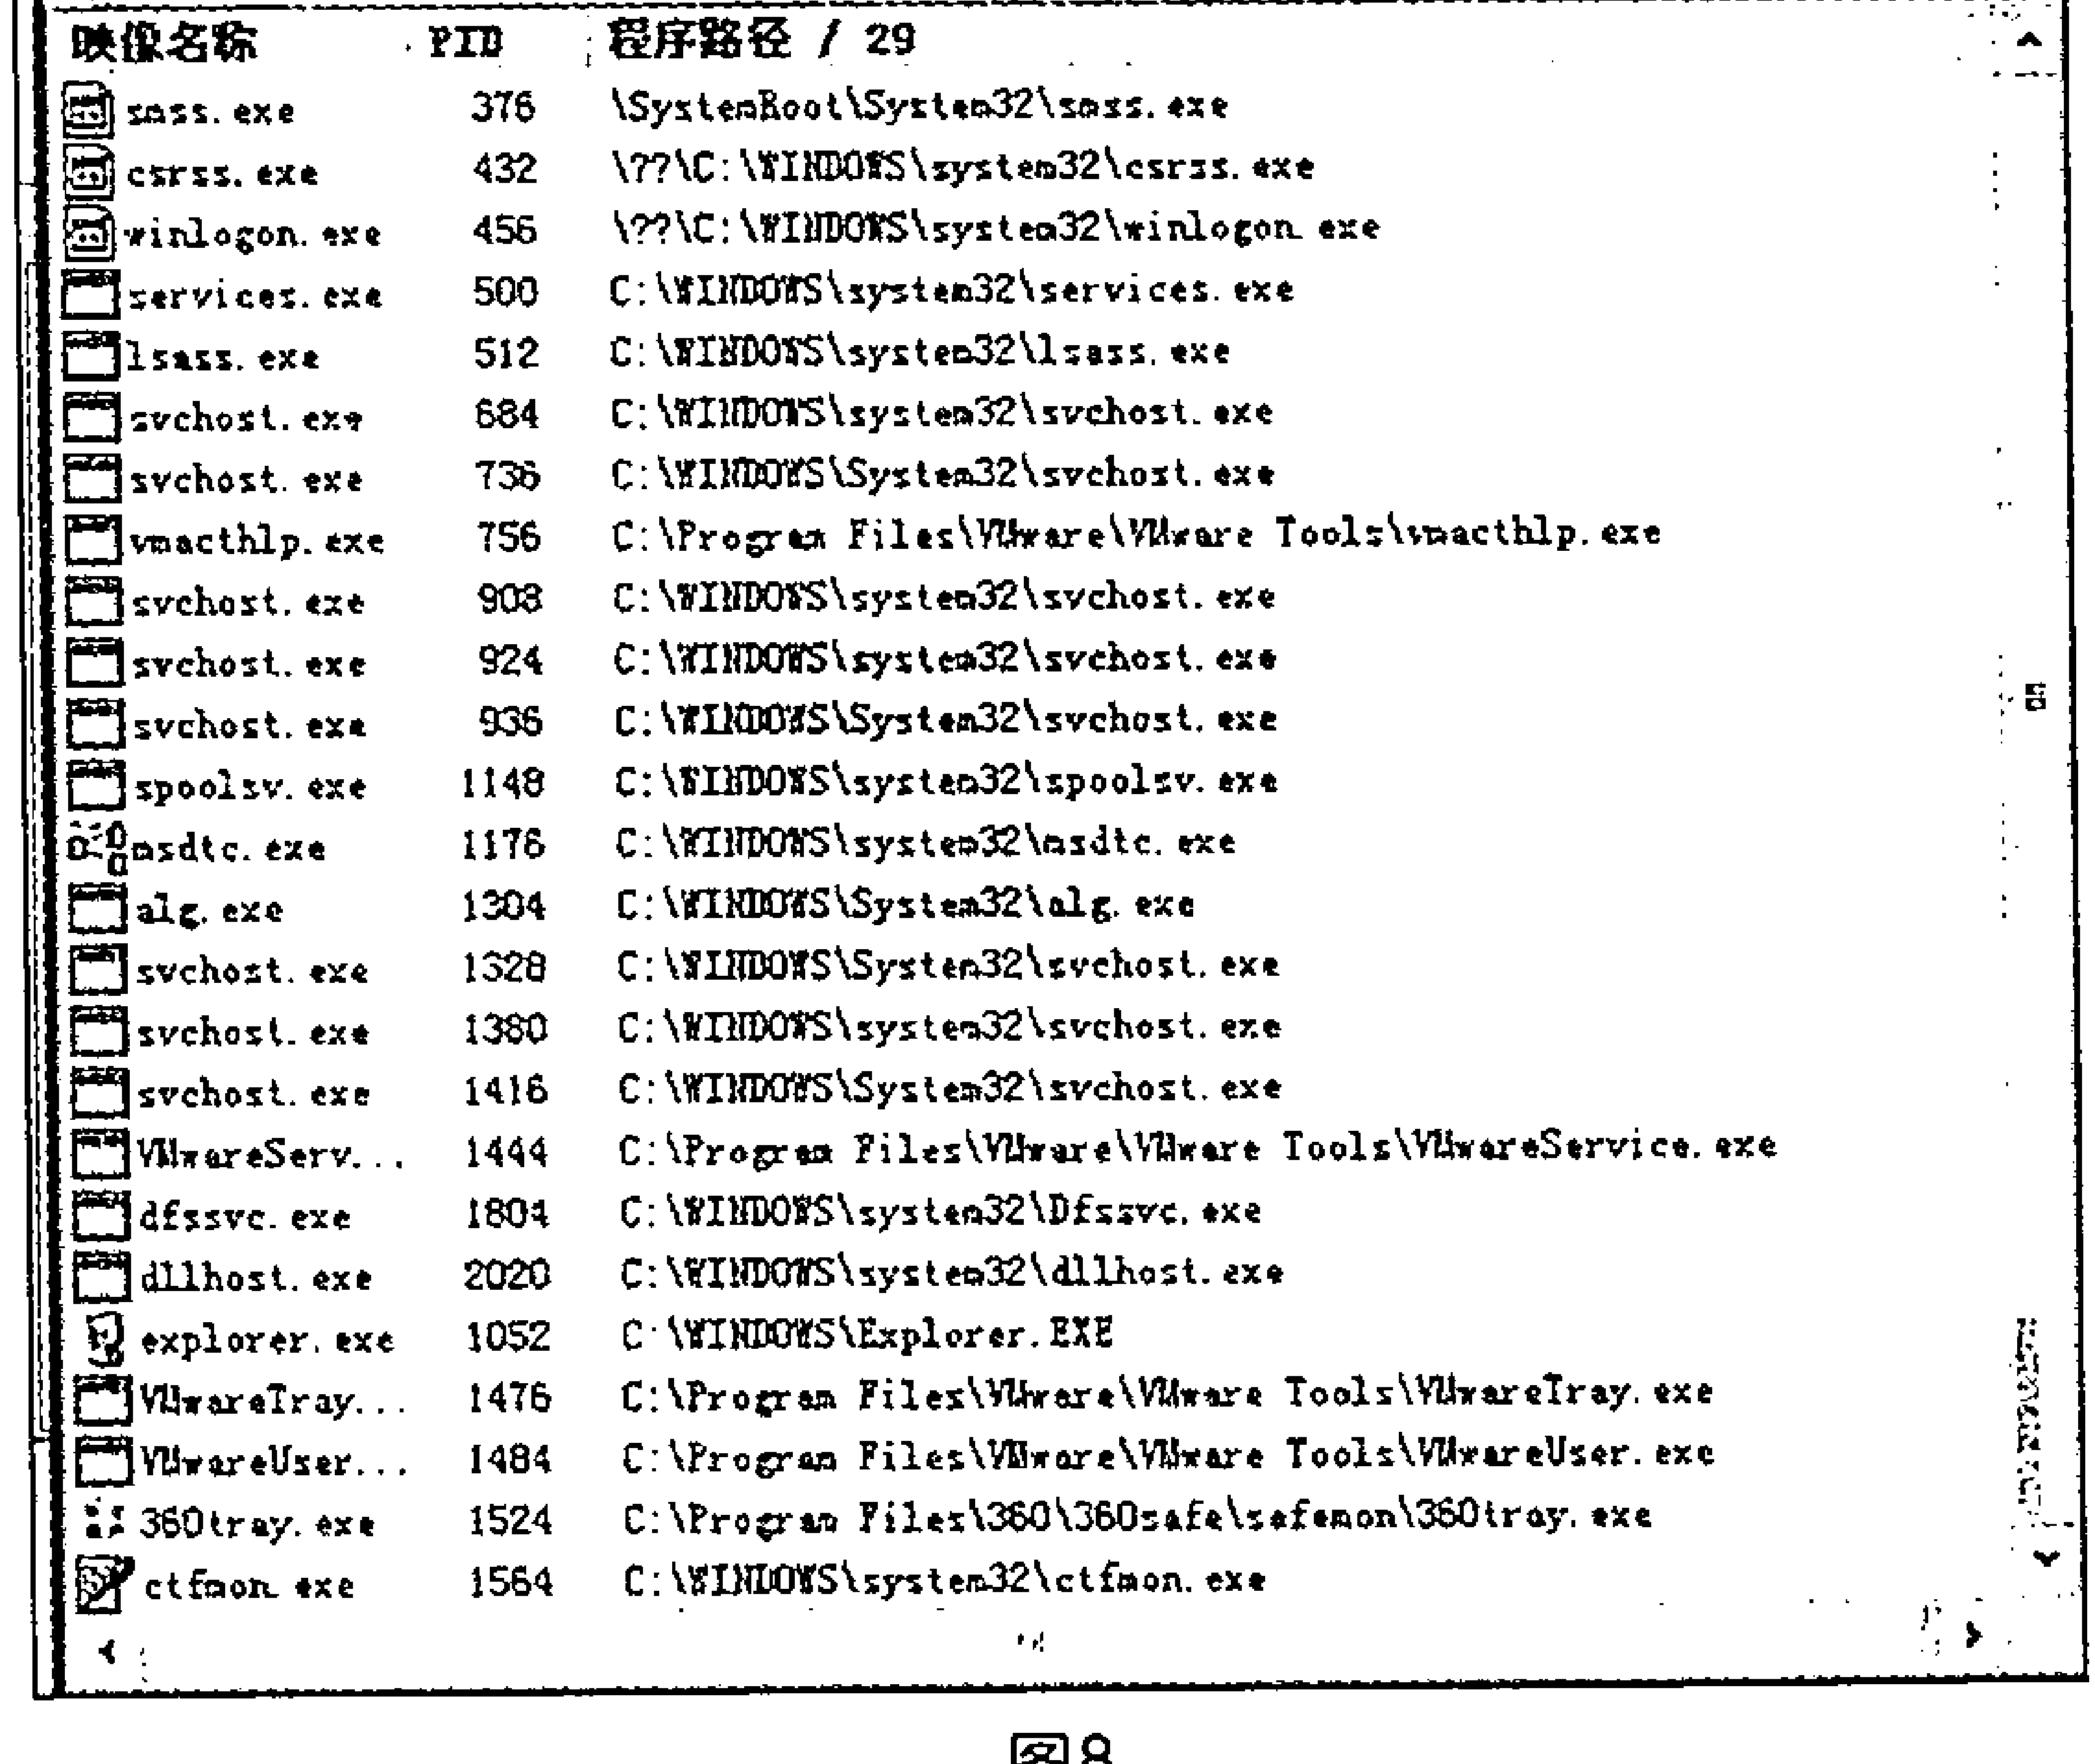 映像名称 PID 程序路径 / 29
smss.exe 376 \SystemRoot\System32\smss.exe
csrss.exe 432 \??\C:\WINDOWS\system32\csrss.exe
winlogon.exe 456 \??\C:\WINDOWS\system32\winlogon.exe
services.exe 500 C:\WINDOWS\system32\services.exe
lsass.exe 512 C:\WINDOWS\system32\lsass.exe
svchost.exe 684 C:\WINDOWS\system32\svchost.exe
svchost.exe 736 C:\WINDOWS\System32\svchost.exe
vmacthlp.exe 756 C:\Program Files\VMware\VMware Tools\vmacthlp.exe
svchost.exe 908 C:\WINDOWS\system32\svchost.exe
svchost.exe 924 C:\WINDOWS\system32\svchost.exe
svchost.exe 936 C:\WINDOWS\System32\svchost.exe
spoolsv.exe 1148 C:\WINDOWS\system32\spoolsv.exe
msdtc.exe 1176 C:\WINDOWS\system32\msdtc.exe
alg.exe 1304 C:\WINDOWS\System32\alg.exe
svchost.exe 1328 C:\WINDOWS\System32\svchost.exe
svchost.exe 1380 C:\WINDOWS\system32\svchost.exe
svchost.exe 1416 C:\WINDOWS\System32\svchost.exe
VMwareServ... 1444 C:\Program Files\VMware\VMware Tools\VMwareService.exe
dfssvc.exe 1804 C:\WINDOWS\system32\Dfssvc.exe
dllhost.exe 2020 C:\WINDOWS\system32\dllhost.exe
explorer.exe 1052 C:\WINDOWS\Explorer.EXE
VMwareTray... 1476 C:\Program Files\VMware\VMware Tools\VMwareTray.exe
VMwareUser... 1484 C:\Program Files\VMware\VMware Tools\VMwareUser.exe
360tray.exe 1524 C:\Program Files\360\360safe\safemon\360tray.exe
ctfmon.exe 1564 C:\WINDOWS\system32\ctfmon.exe
图8